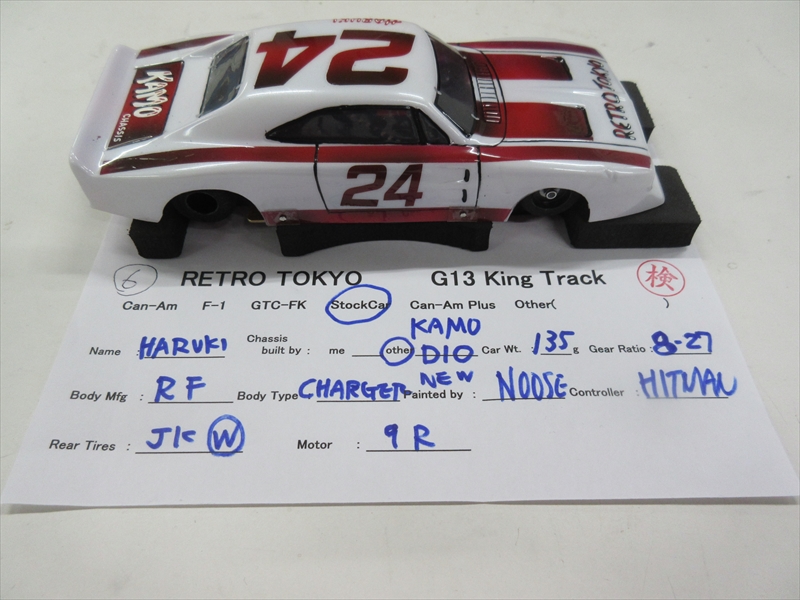 24
KAMO
CHASSIS
RETRO TOKYO
24
6 RETRO TOKYO G13 King Track 検
Can-Am F-1 GTC-FK StockCar Can-Am Plus Other( )
KAMO
Name : HARUKI Chassis built by : me other DIO Car Wt. : 135 g Gear Ratio : 8-27
NEW
Body Mfg : RF Body Type CHARGER Painted by : NOOSE Controller : HITMAN
Rear Tires : JK W Motor : 9R